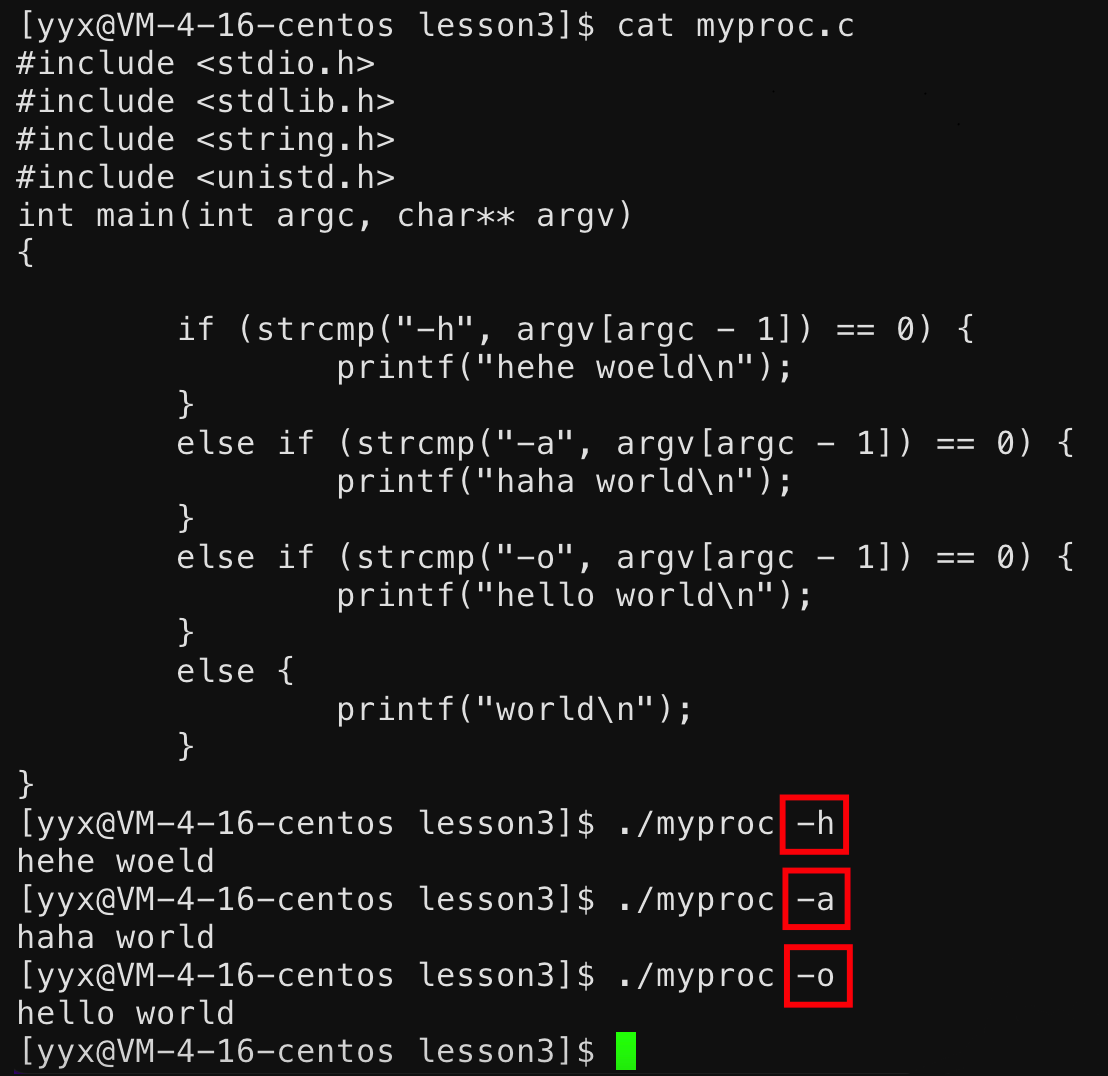 [yyx@VM-4-16-centos lesson3]$ cat myproc.c
#include <stdio.h>
#include <stdlib.h>
#include <string.h>
#include <unistd.h>
int main(int argc, char** argv)
{

        if (strcmp("-h", argv[argc - 1]) == 0) {
                printf("hehe woeld\n");
        }
        else if (strcmp("-a", argv[argc - 1]) == 0) {
                printf("haha world\n");
        }
        else if (strcmp("-o", argv[argc - 1]) == 0) {
                printf("hello world\n");
        }
        else {
                printf("world\n");
        }
}
[yyx@VM-4-16-centos lesson3]$ ./myproc -h
hehe woeld
[yyx@VM-4-16-centos lesson3]$ ./myproc -a
haha world
[yyx@VM-4-16-centos lesson3]$ ./myproc -o
hello world
[yyx@VM-4-16-centos lesson3]$